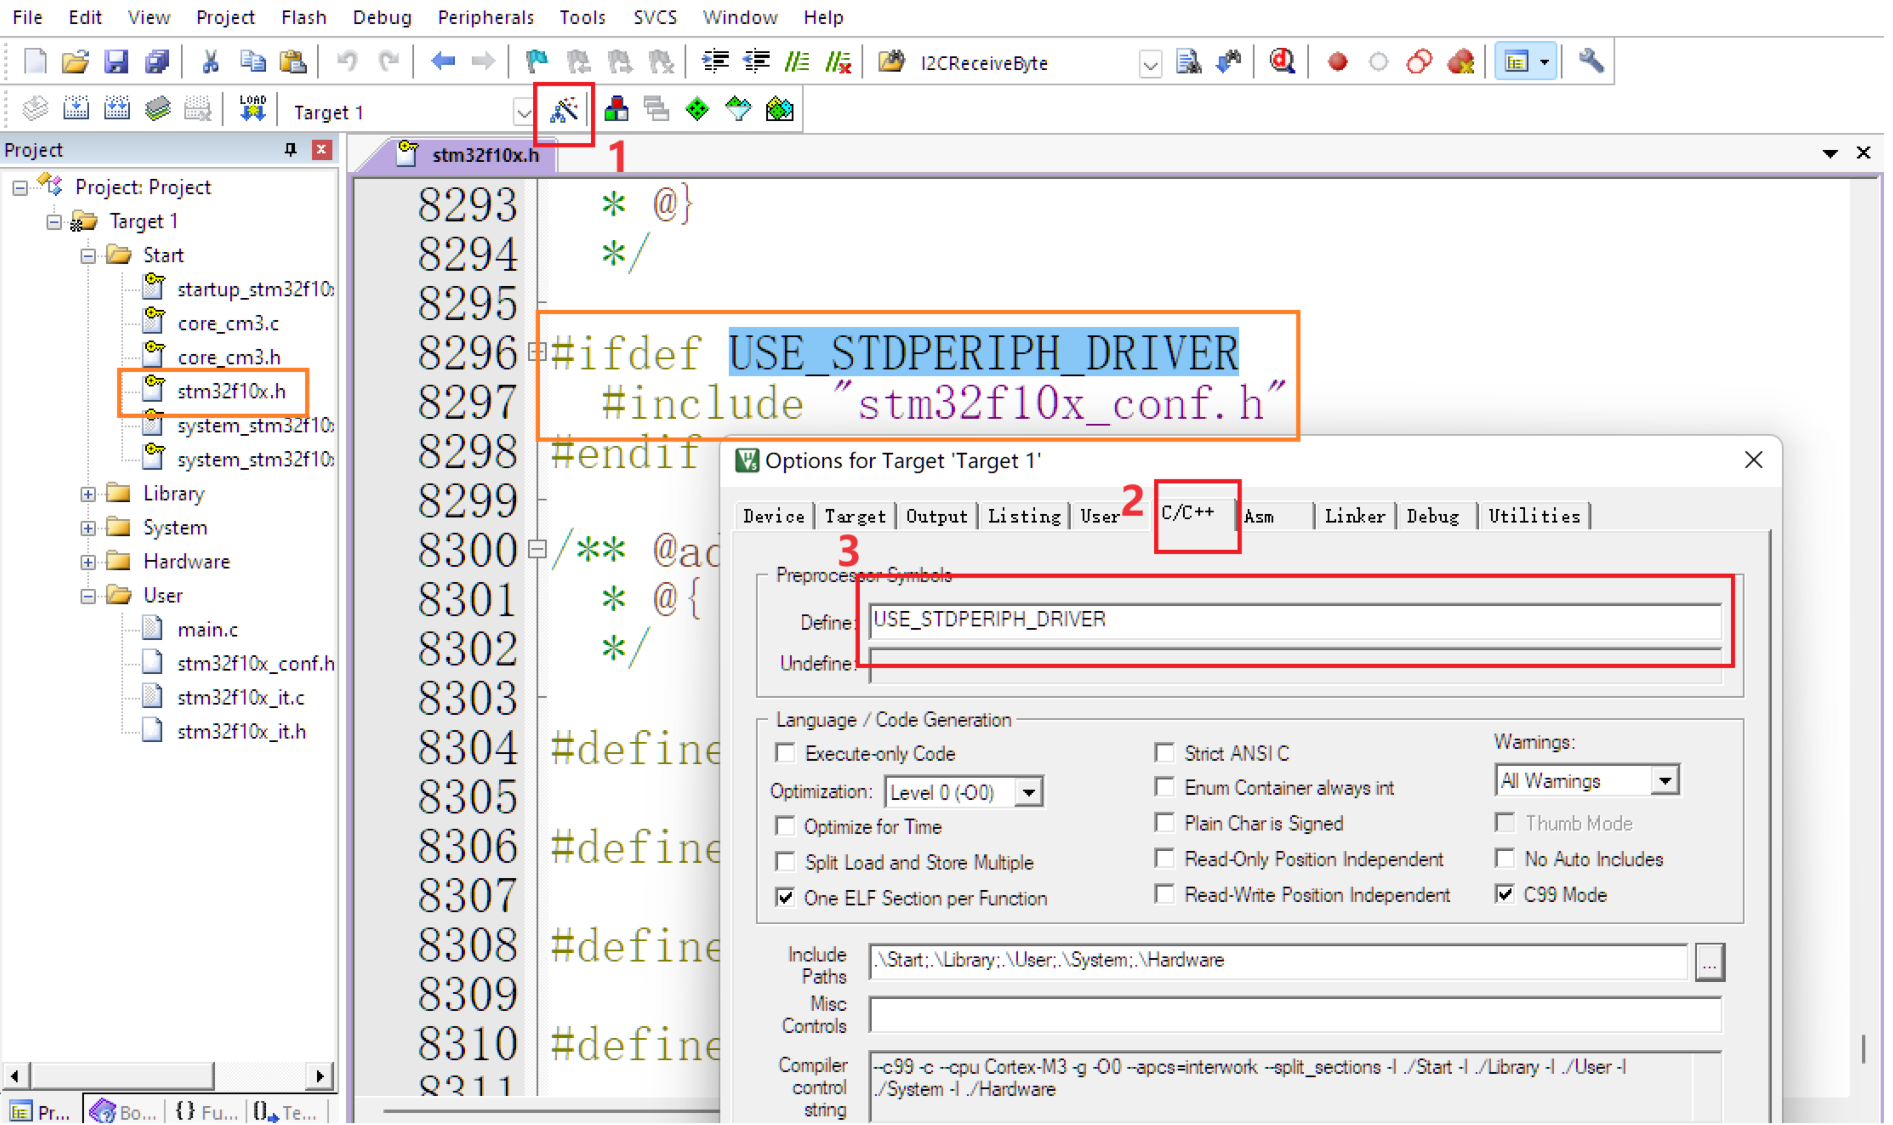 File Edit View Project Flash Debug Peripherals Tools SVCS Window Help
I2CReceiveByte
LOAD Target 1
1
Project
stm32f10x.h
Project: Project
Target 1
Start
startup_stm32f10
core_cm3.c
core_cm3.h
stm32f10x.h
system_stm32f10
system_stm32f10
Library
System
Hardware
User
main.c
stm32f10x_conf.h
stm32f10x_it.c
stm32f10x_it.h
Pr... Bo... {} Fu... Te...
8293 * @}
8294 */
8295
8296 #ifdef USE_STDPERIPH_DRIVER
8297 #include "stm32f10x_conf.h"
8298 #endif
8299
8300 /** @ad
8301 * @{
8302 */
8303
8304 #define
8305
8306 #define
8307
8308 #define
8309
8310 #define
8311
Options for Target 'Target 1'
2
Device Target Output Listing User C/C++ Asm Linker Debug Utilities
3
Preprocessor Symbols
Define: USE_STDPERIPH_DRIVER
Undefine:
Language / Code Generation
Execute-only Code
Optimization: Level 0 (-O0)
Optimize for Time
Split Load and Store Multiple
One ELF Section per Function
Strict ANSI C
Enum Container always int
Plain Char is Signed
Read-Only Position Independent
Read-Write Position Independent
Warnings:
All Warnings
Thumb Mode
No Auto Includes
C99 Mode
Include
Paths
.\Start;.\Library;.\User;.\System;.\Hardware
...
Misc
Controls
Compiler
control
string
--c99 -c --cpu Cortex-M3 -g -O0 --apcs=interwork --split_sections -I ./Start -I ./Library -I ./User -I
./System -I ./Hardware